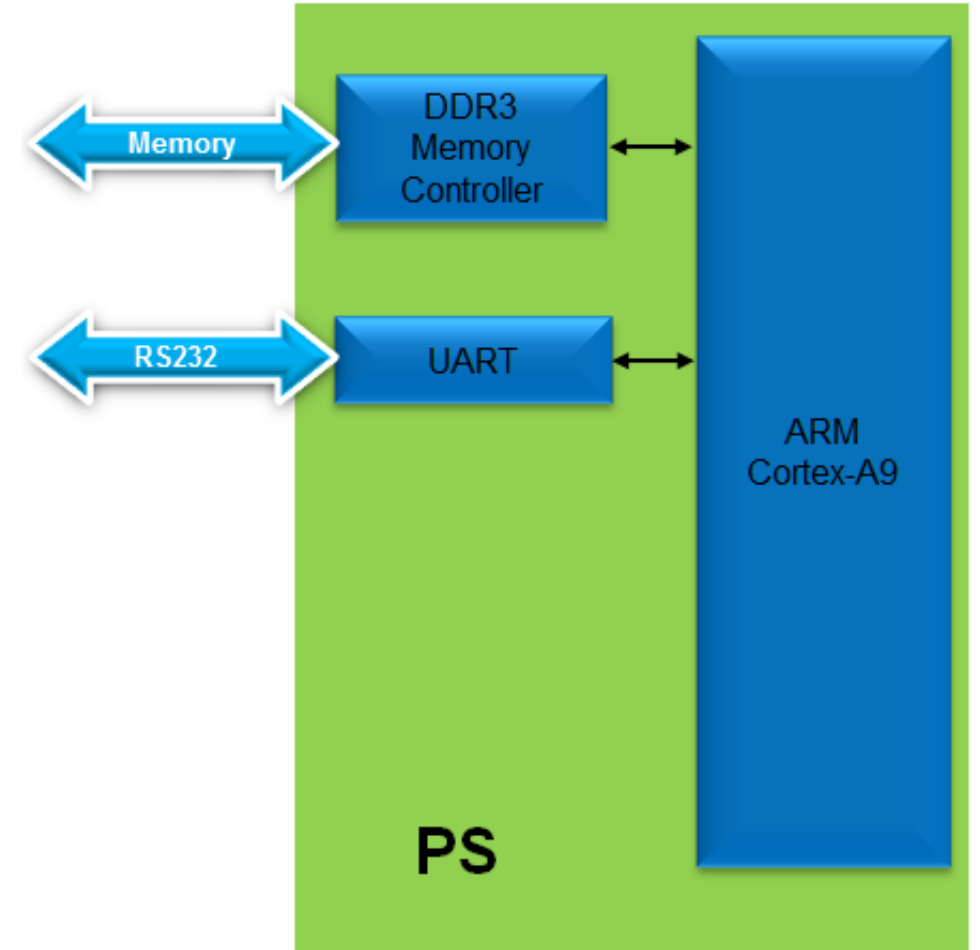 Memory
DDR3
Memory
Controller
RS232
UART
ARM
Cortex-A9
PS